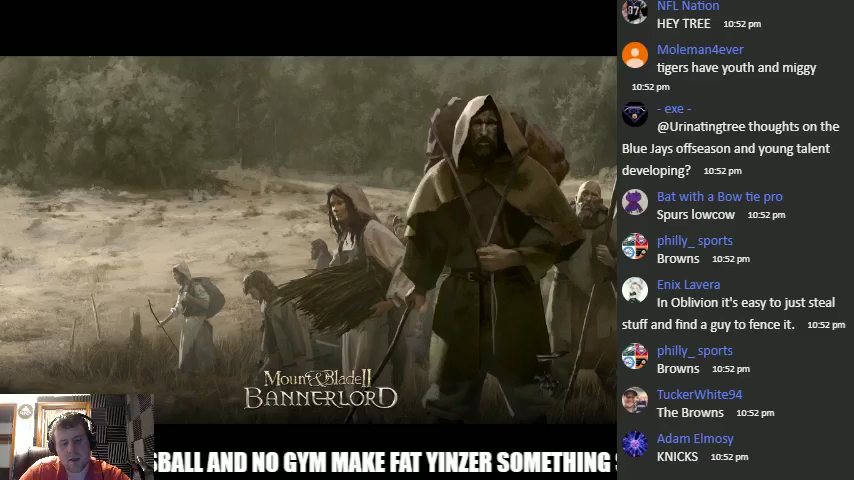 NFL Nation
HEY TREE 10:52 pm
Moleman4ever
tigers have youth and miggy
10:52 pm
- exe -
@Urinatingtree thoughts on the
Blue Jays offseason and young talent
developing? 10:52 pm
Bat with a Bow tie pro
Spurs lowcow 10:52 pm
philly_ sports
Browns 10:52 pm
Enix Lavera
In Oblivion it's easy to just steal
stuff and find a guy to fence it. 10:52 pm
philly_ sports
Browns 10:52 pm
TuckerWhite94
The Browns 10:52 pm
Adam Elmosy
KNICKS 10:52 pm
Mount & Blade II
BANNERLORD
SBALL AND NO GYM MAKE FAT YINZER SOMETHING